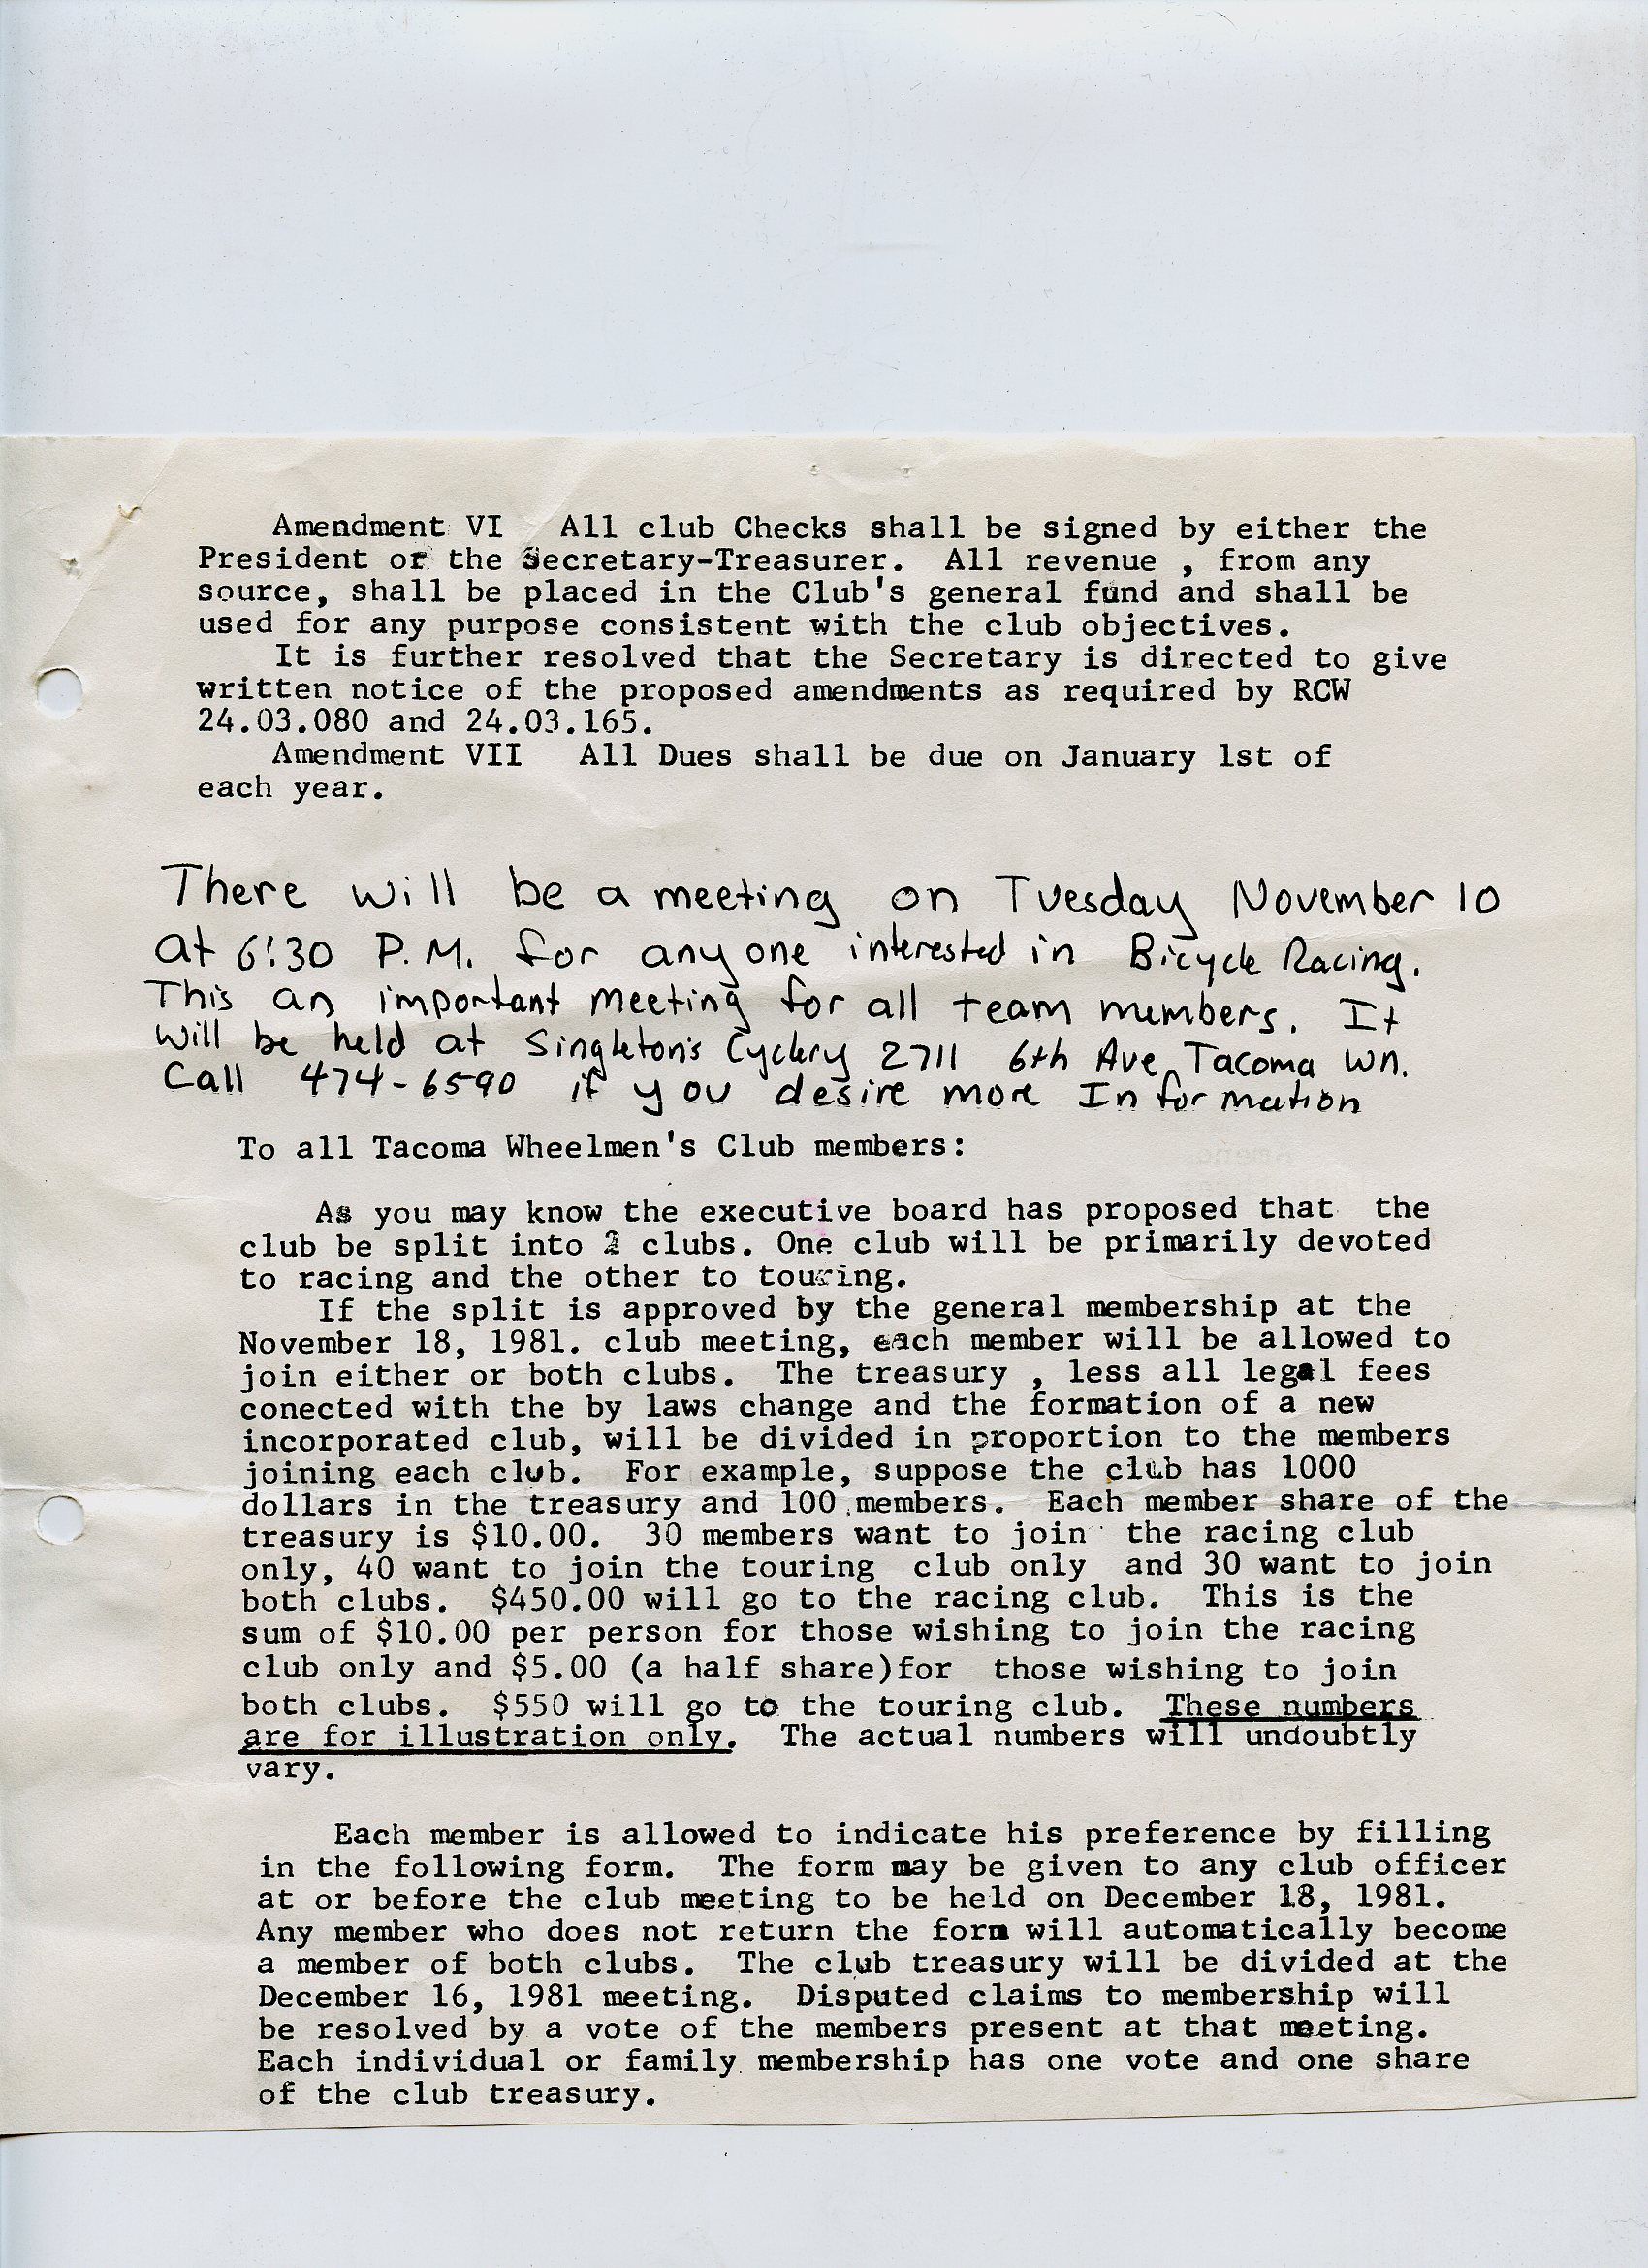 Amendment VI   All club Checks shall be signed by either the
President or the Secretary-Treasurer.  All revenue , from any
source, shall be placed in the Club's general fund and shall be
used for any purpose consistent with the club objectives.
It is further resolved that the Secretary is directed to give
written notice of the proposed amendments as required by RCW
24.03.080 and 24.03.165.
Amendment VII   All Dues shall be due on January 1st of
each year.
There will be a meeting on Tuesday November 10
at 6:30 P.M. for anyone interested in Bicycle Racing.
This an important meeting for all team members. It
will be held at Singleton's Cyclery 2711 6th Ave, Tacoma Wn.
Call 474-6590 if you desire more Information
To all Tacoma Wheelmen's Club members:
As you may know the executive board has proposed that  the
club be split into 2 clubs. One club will be primarily devoted
to racing and the other to touring.
If the split is approved by the general membership at the
November 18, 1981. club meeting, each member will be allowed to
join either or both clubs.  The treasury , less all legal fees
conected with the by laws change and the formation of a new
incorporated club, will be divided in proportion to the members
joining each club.  For example, suppose the club has 1000
dollars in the treasury and 100 members.  Each member share of the
treasury is $10.00.  30 members want to join  the racing club
only, 40 want to join the touring  club only  and 30 want to join
both clubs.  $450.00 will go to the racing club.  This is the
sum of $10.00 per person for those wishing to join the racing
club only and $5.00 (a half share)for  those wishing to join
both clubs.  $550 will go to the touring club.  These numbers
are for illustration only.  The actual numbers will undoubtly
vary.
Each member is allowed to indicate his preference by filling
in the following form.  The form may be given to any club officer
at or before the club meeting to be held on December 18, 1981.
Any member who does not return the form will automatically become
a member of both clubs.  The club treasury will be divided at the
December 16, 1981 meeting.  Disputed claims to membership will
be resolved by a vote of the members present at that meeting.
Each individual or family membership has one vote and one share
of the club treasury.